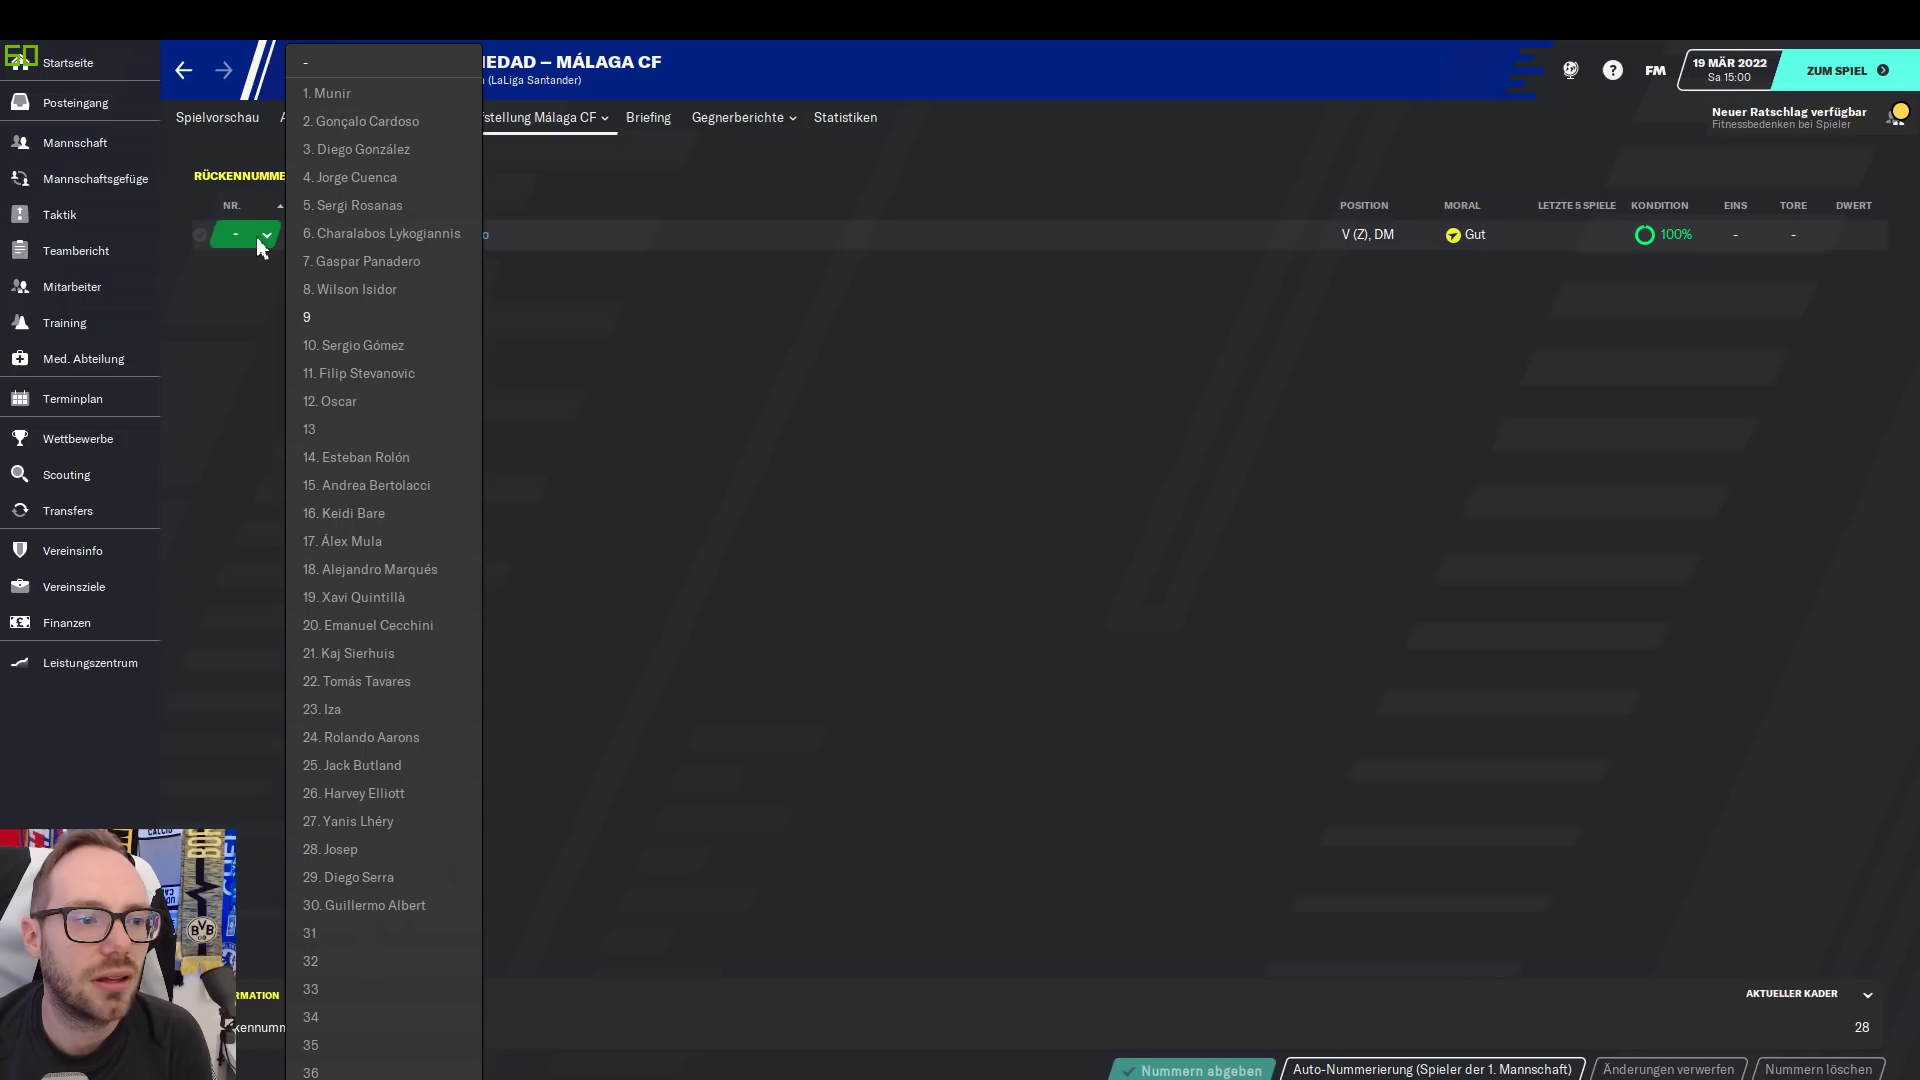 60
Startseite
Posteingang
Mannschaft
Mannschaftsgefüge
Taktik
Teambericht
Mitarbeiter
Training
Med. Abteilung
Terminplan
Wettbewerbe
Scouting
Transfers
Vereinsinfo
Vereinsziele
Finanzen
Leistungszentrum
IEDAD – MÁLAGA CF
(LaLiga Santander)
FM
19 MÄR 2022
Sa 15:00
ZUM SPIEL
Spielvorschau
fstellung Málaga CF
Briefing
Gegnerberichte
Statistiken
Neuer Ratschlag verfügbar
Fitnessbedenken bei Spieler
RÜCKENNUMME
NR.
POSITION
MORAL
LETZTE 5 SPIELE
KONDITION
EINS
TORE
DWERT
-
o
V (Z), DM
Gut
100%
-
-
-
1. Munir
2. Gonçalo Cardoso
3. Diego González
4. Jorge Cuenca
5. Sergi Rosanas
6. Charalabos Lykogiannis
7. Gaspar Panadero
8. Wilson Isidor
9
10. Sergio Gómez
11. Filip Stevanovic
12. Oscar
13
14. Esteban Rolón
15. Andrea Bertolacci
16. Keidi Bare
17. Álex Mula
18. Alejandro Marqués
19. Xavi Quintillà
20. Emanuel Cecchini
21. Kaj Sierhuis
22. Tomás Tavares
23. Iza
24. Rolando Aarons
25. Jack Butland
26. Harvey Elliott
27. Yanis Lhéry
28. Josep
29. Diego Serra
30. Guillermo Albert
31
32
33
34
35
36
RMATION
kennumm
AKTUELLER KADER
28
Nummern abgeben
Auto-Nummerierung (Spieler der 1. Mannschaft)
Änderungen verwerfen
Nummern löschen
BVB
09